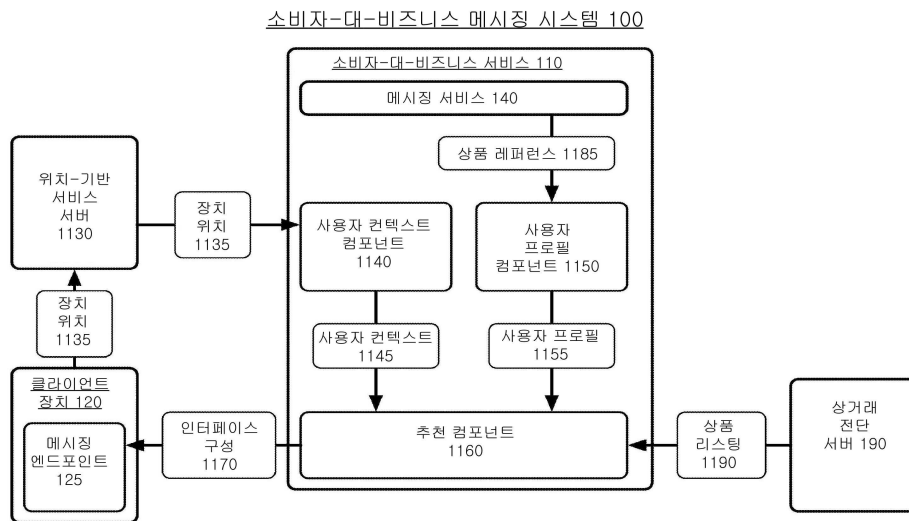 소비자-대-비즈니스 메시징 시스템 100
소비자-대-비즈니스 서비스 110
메시징 서비스 140
상품 레퍼런스 1185
위치-기반
서비스
서버
1130
장치
위치
1135
사용자 컨텍스트
컴포넌트
1140
사용자
프로필
컴포넌트 1150
장치
위치
1135
사용자 컨텍스트
1145
사용자 프로필
1155
클라이언트
장치 120
메시징
엔드포인트
125
인터페이스
구성
1170
추천 컴포넌트
1160
상품
리스팅
1190
상거래
전단
서버 190